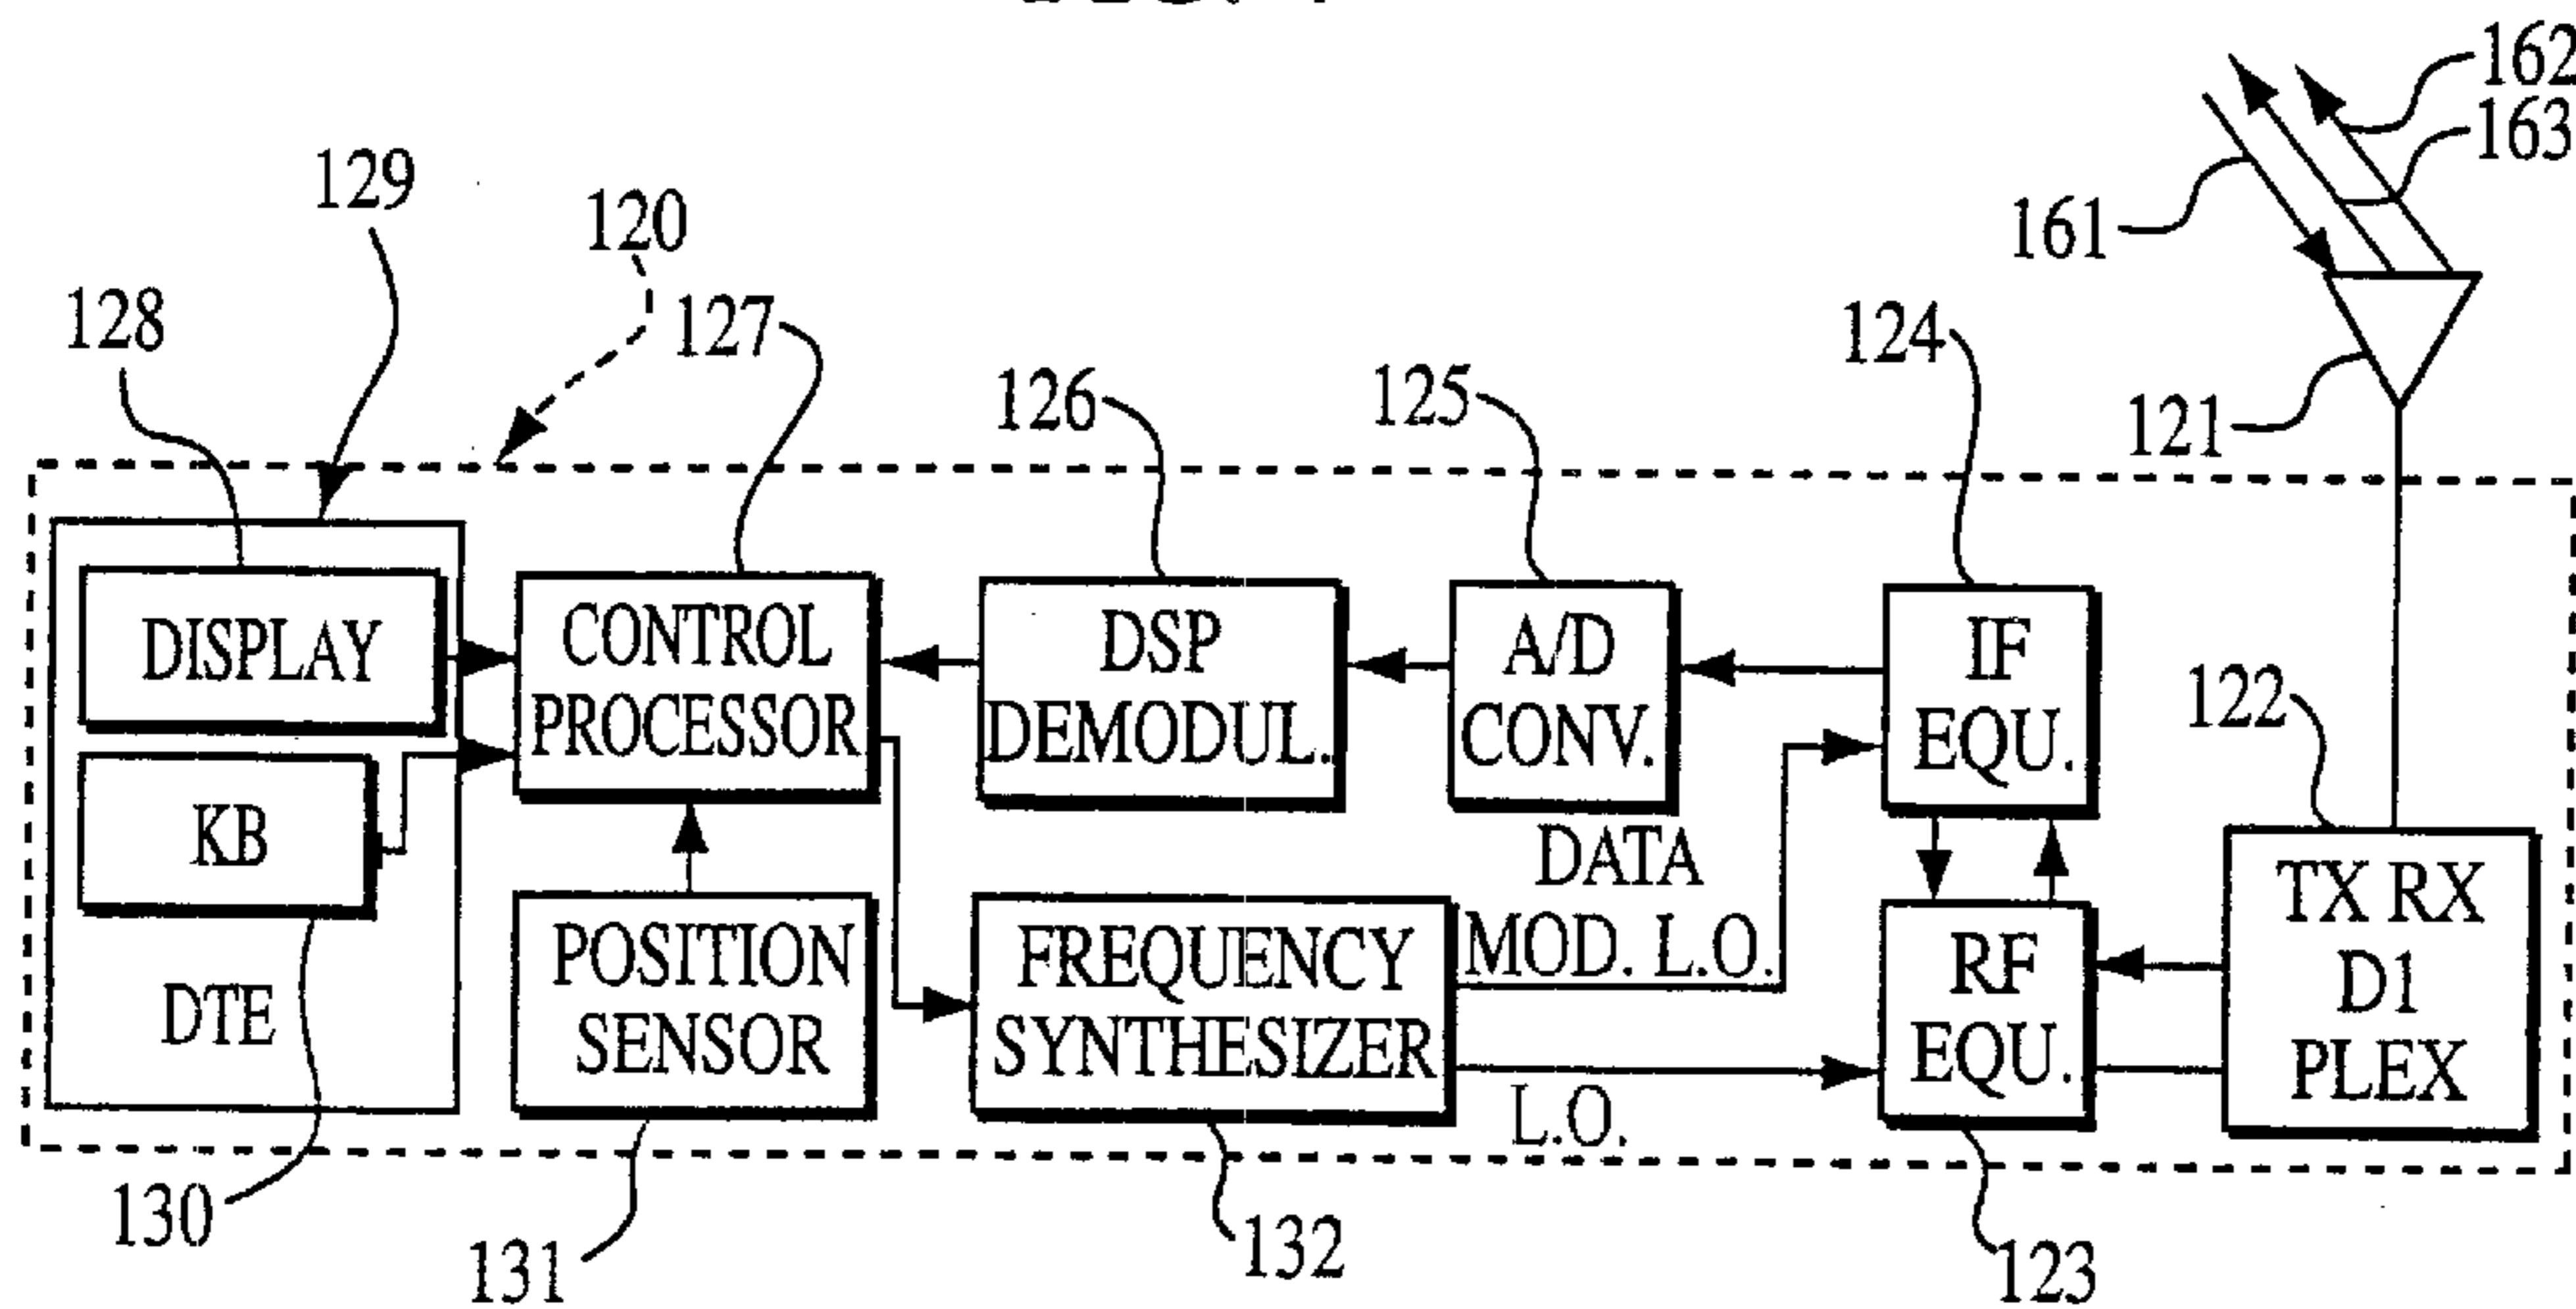 162
163
161
129
120
128
127
124
126
125
121
122
DISPLAY
CONTROL
PROCESSOR
DSP
DEMODUL.
A/D
CONV.
IF
EQU.
KB
DTE
POSITION
SENSOR
FREQUENCY
SYNTHESIZER
DATA
MOD. L.O.
L.O.
RF
EQU.
TX RX
D1
PLEX
130
131
132
123